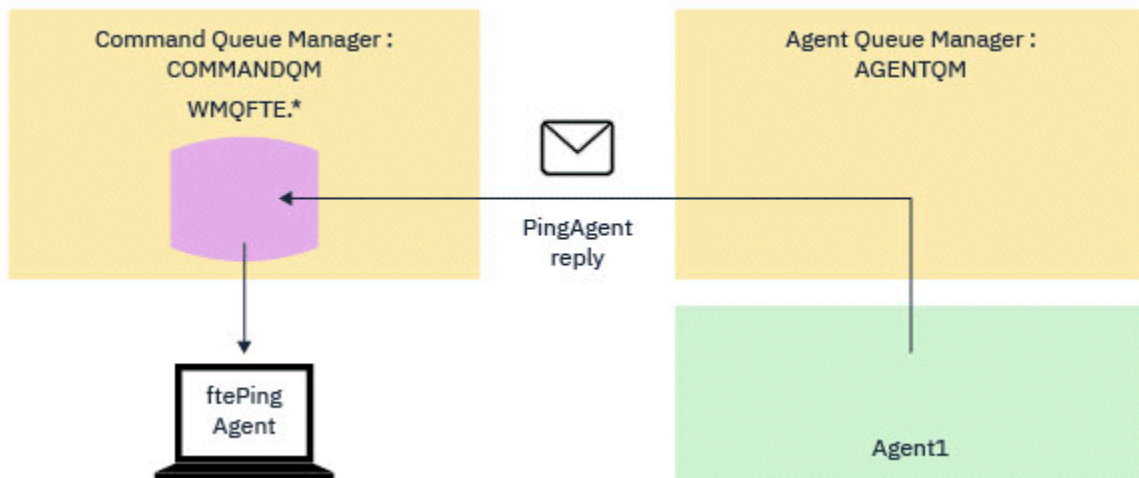 Command Queue Manager :
COMMANDQM
WMQFTE.*
Agent Queue Manager :
AGENTQM
PingAgent
reply
ftePing
Agent
Agent1